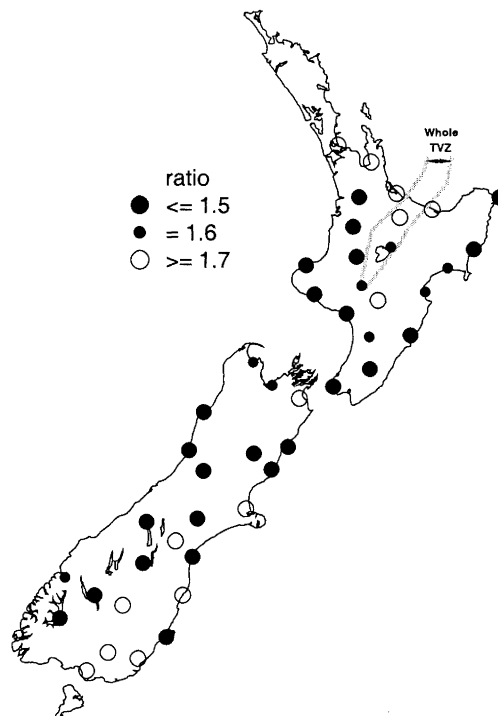 Whole
TVZ
ratio
<= 1.5
= 1.6
>= 1.7